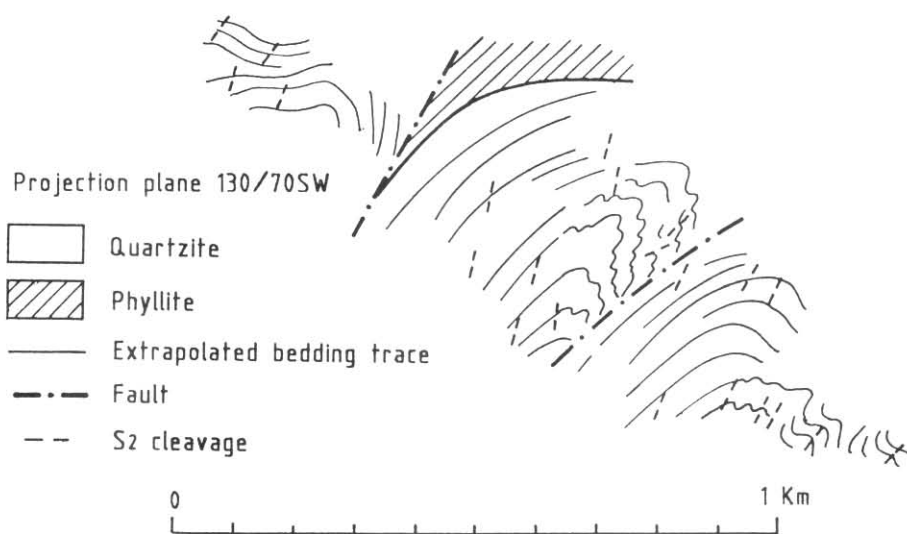 Projection plane 130/70SW
Quartzite
Phyllite
Extrapolated bedding trace
Fault
S2 cleavage
0
1 Km